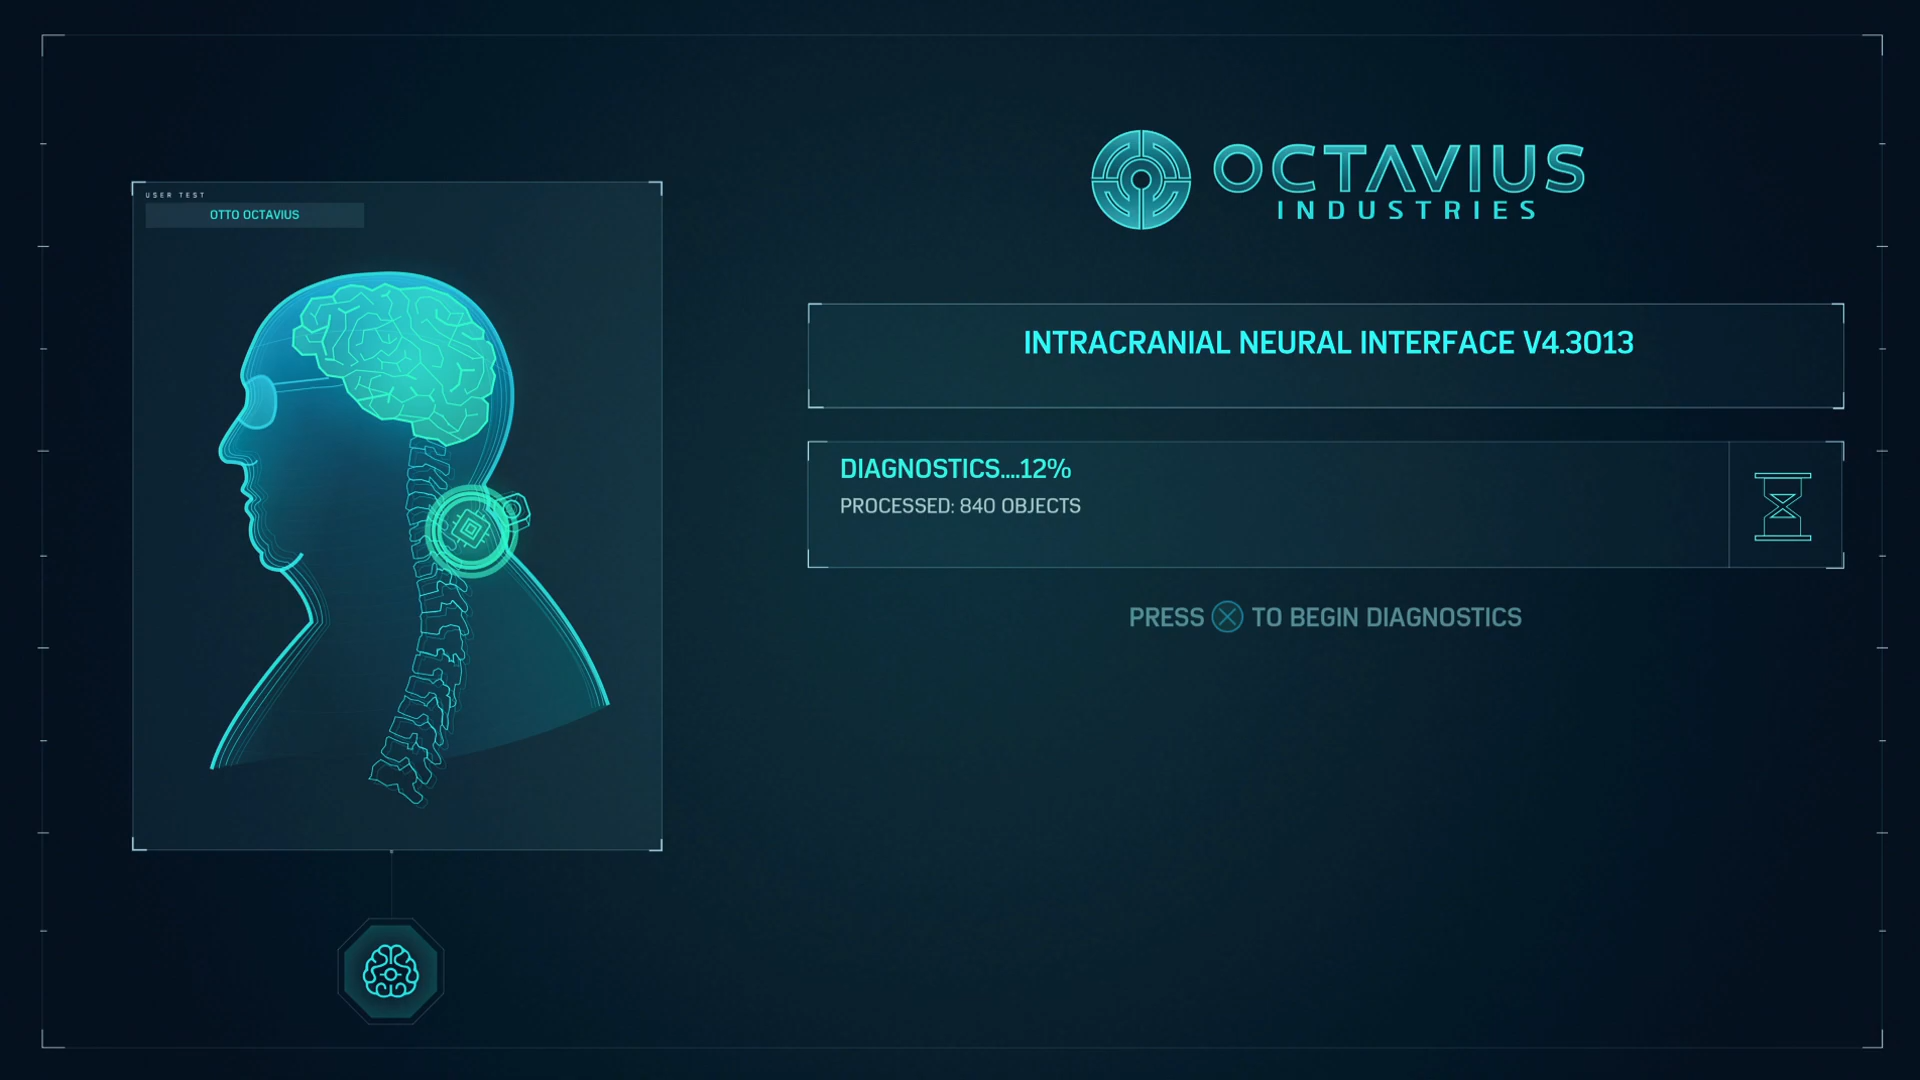 USER TEST
OTTO OCTAVIUS
OCTAVIUS
INDUSTRIES
INTRACRANIAL NEURAL INTERFACE V4.3013
DIAGNOSTICS....12%
PROCESSED: 840 OBJECTS
PRESS TO BEGIN DIAGNOSTICS